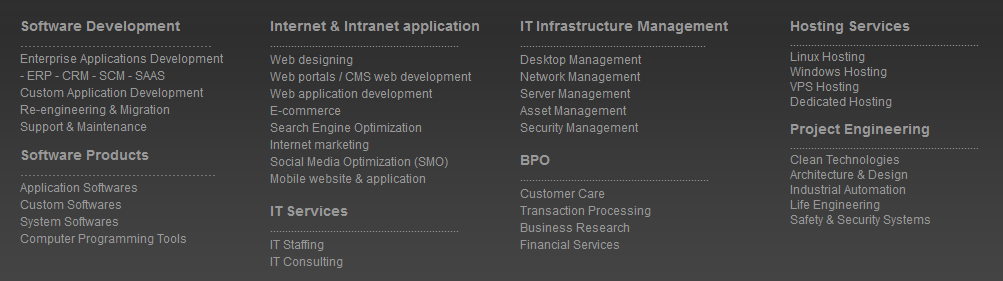 Software Development
Enterprise Applications Development
- ERP - CRM - SCM - SAAS
Custom Application Development
Re-engineering & Migration
Support & Maintenance
Software Products
Application Softwares
Custom Softwares
System Softwares
Computer Programming Tools
Internet & Intranet application
Web designing
Web portals / CMS web development
Web application development
E-commerce
Search Engine Optimization
Internet marketing
Social Media Optimization (SMO)
Mobile website & application
IT Services
IT Staffing
IT Consulting
IT Infrastructure Management
Desktop Management
Network Management
Server Management
Asset Management
Security Management
BPO
Customer Care
Transaction Processing
Business Research
Financial Services
Hosting Services
Linux Hosting
Windows Hosting
VPS Hosting
Dedicated Hosting
Project Engineering
Clean Technologies
Architecture & Design
Industrial Automation
Life Engineering
Safety & Security Systems